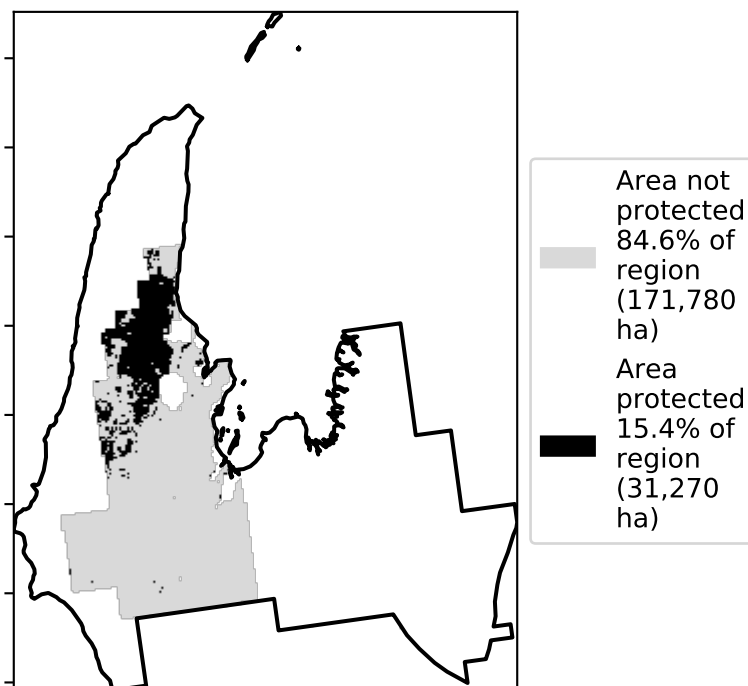 Area not
protected
84.6% of
region
(171,780
ha)
Area
protected
15.4% of
region
(31,270
ha)